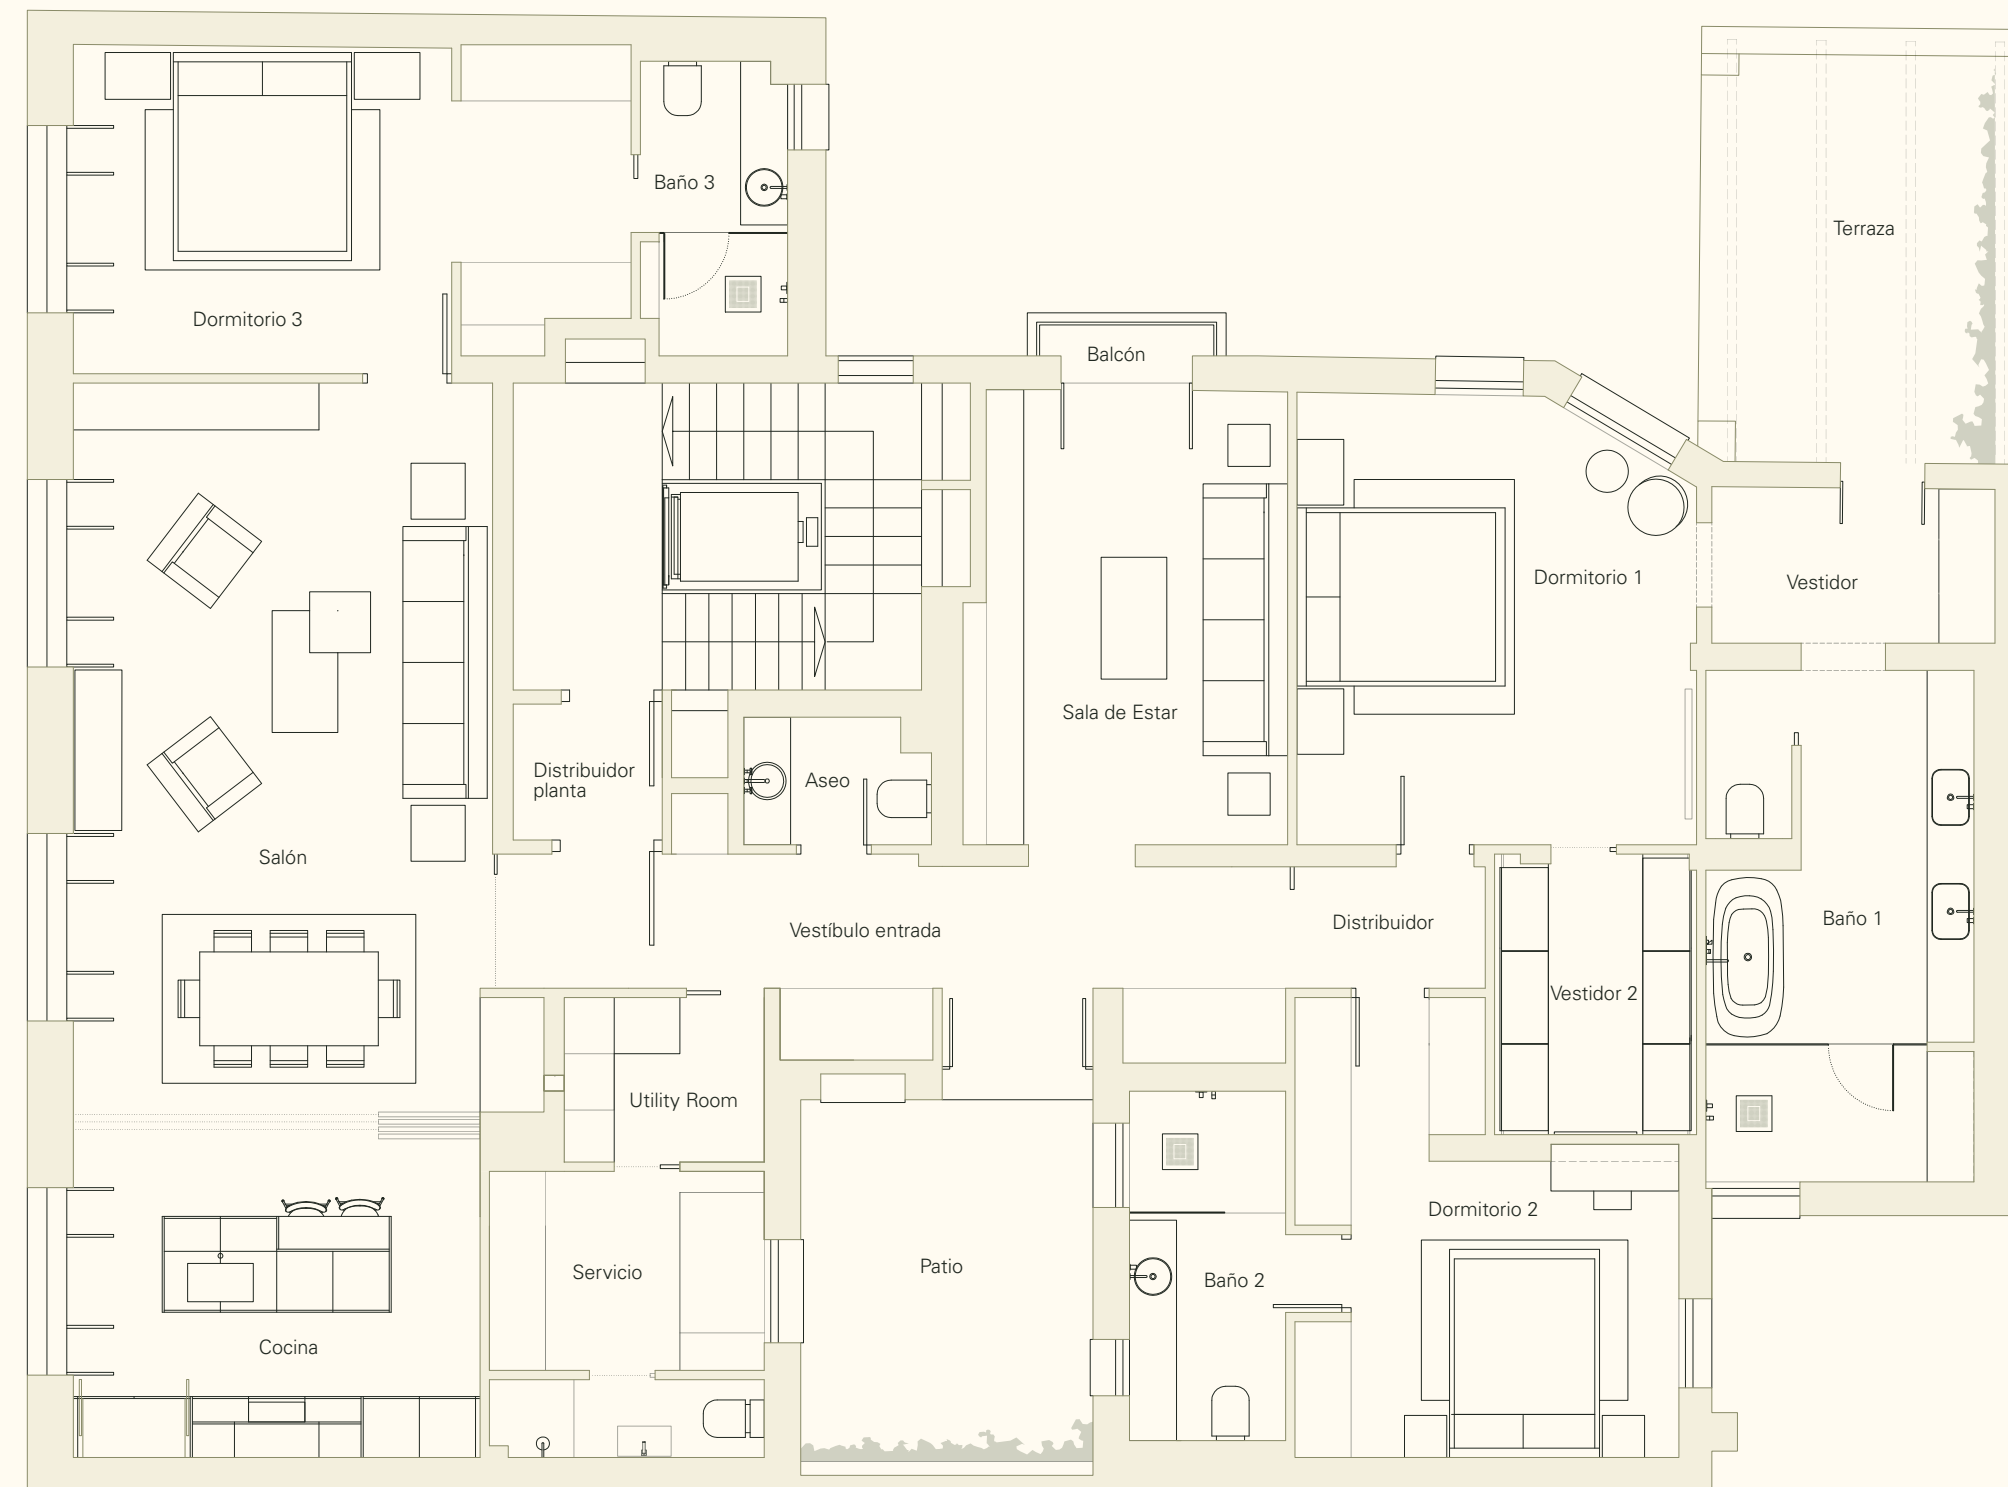 Baño 3
Terraza
Dormitorio 3
Balcón
Dormitorio 1
Vestidor
Sala de Estar
Distribuidor
planta
Aseo
Salón
Vestíbulo entrada
Distribuidor
Baño 1
Vestidor 2
Utility Room
Dormitorio 2
Servicio
Patio
Baño 2
Cocina